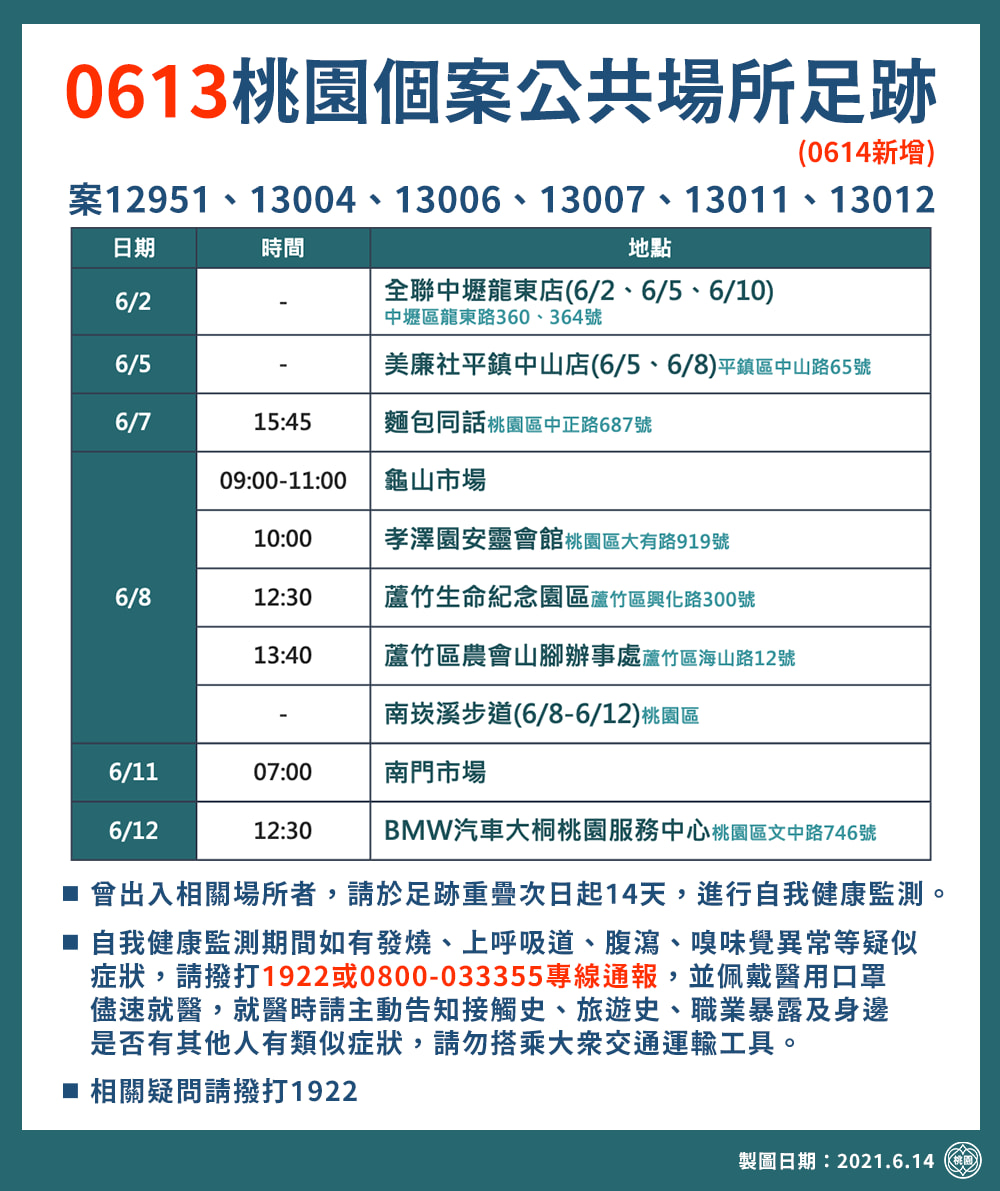 0613桃園個案公共場所足跡
(0614新增)
案12951、13004、13006、13007、13011、13012
日期 時間 地點
6/2 - 全聯中壢龍東店(6/2、6/5、6/10)
中壢區龍東路360、364號
6/5 - 美廉社平鎮中山店(6/5、6/8)平鎮區中山路65號
6/7 15:45 麵包同話桃園區中正路687號
6/8 09:00-11:00 龜山市場
10:00 孝澤園安靈會館桃園區大有路919號
12:30 蘆竹生命紀念園區蘆竹區興化路300號
13:40 蘆竹區農會山腳辦事處蘆竹區海山路12號
- 南崁溪步道(6/8-6/12)桃園區
6/11 07:00 南門市場
6/12 12:30 BMW汽車大桐桃園服務中心桃園區文中路746號
■ 曾出入相關場所者，請於足跡重疊次日起14天，進行自我健康監測。
■ 自我健康監測期間如有發燒、上呼吸道、腹瀉、嗅味覺異常等疑似
症狀，請撥打1922或0800-033355專線通報，並佩戴醫用口罩
儘速就醫，就醫時請主動告知接觸史、旅遊史、職業暴露及身邊
是否有其他人有類似症狀，請勿搭乘大眾交通運輸工具。
■ 相關疑問請撥打1922
製圖日期：2021.6.14 桃園